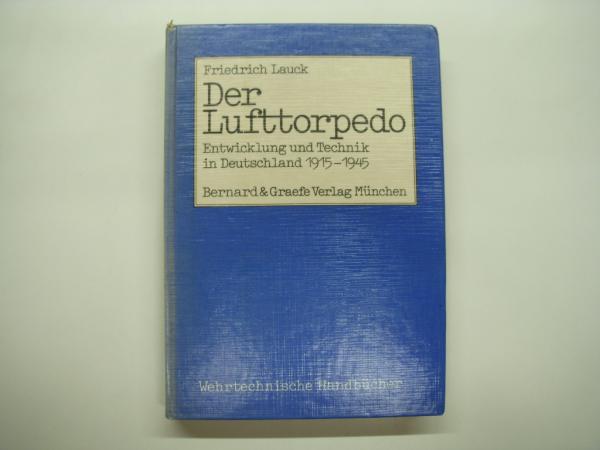 Friedrich Lauck
Der
Lufttorpedo
Entwicklung und Technik
in Deutschland 1915–1945
Bernard & Graefe Verlag München
Wehrtechnische Handbücher